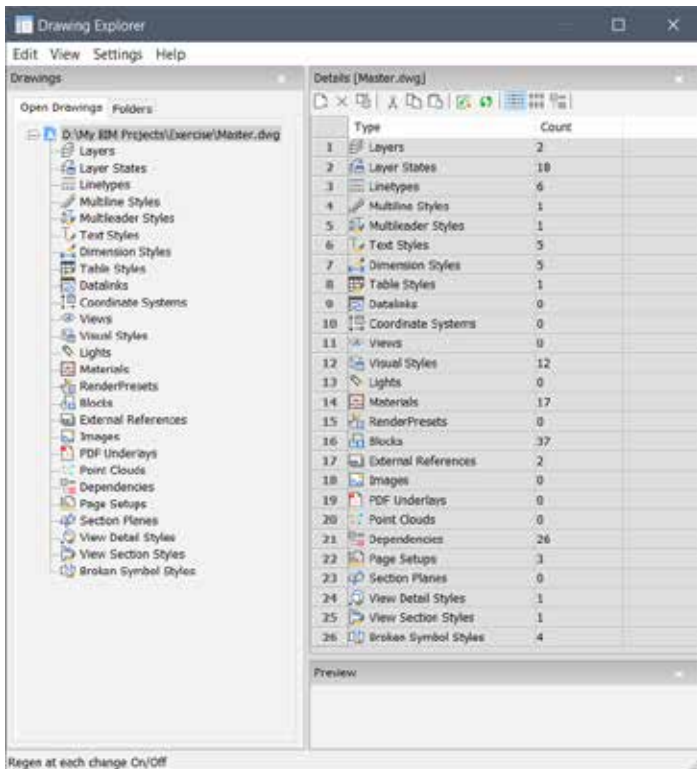 Drawing Explorer
Edit View Settings Help
Drawings
Open Drawings Folders
D:\My BIM Projects\Exercise\Master.dwg
Layers
Layer States
Linetypes
Multiline Styles
Multileader Styles
Text Styles
Dimension Styles
Table Styles
Datalinks
Coordinate Systems
Views
Visual Styles
Lights
Materials
RenderPresets
Blocks
External References
Images
PDF Underlays
Point Clouds
Dependencies
Page Setups
Section Planes
View Detail Styles
View Section Styles
Broken Symbol Styles
Details [Master.dwg]
Type Count
1 Layers 2
2 Layer States 18
3 Linetypes 6
4 Multiline Styles 1
5 Multileader Styles 1
6 Text Styles 5
7 Dimension Styles 5
8 Table Styles 1
9 Datalinks 0
10 Coordinate Systems 0
11 Views 0
12 Visual Styles 12
13 Lights 0
14 Materials 17
15 RenderPresets 0
16 Blocks 37
17 External References 2
18 Images 0
19 PDF Underlays 0
20 Point Clouds 0
21 Dependencies 26
22 Page Setups 3
23 Section Planes 0
24 View Detail Styles 1
25 View Section Styles 1
26 Broken Symbol Styles 4
Preview
Regen at each change On/Off